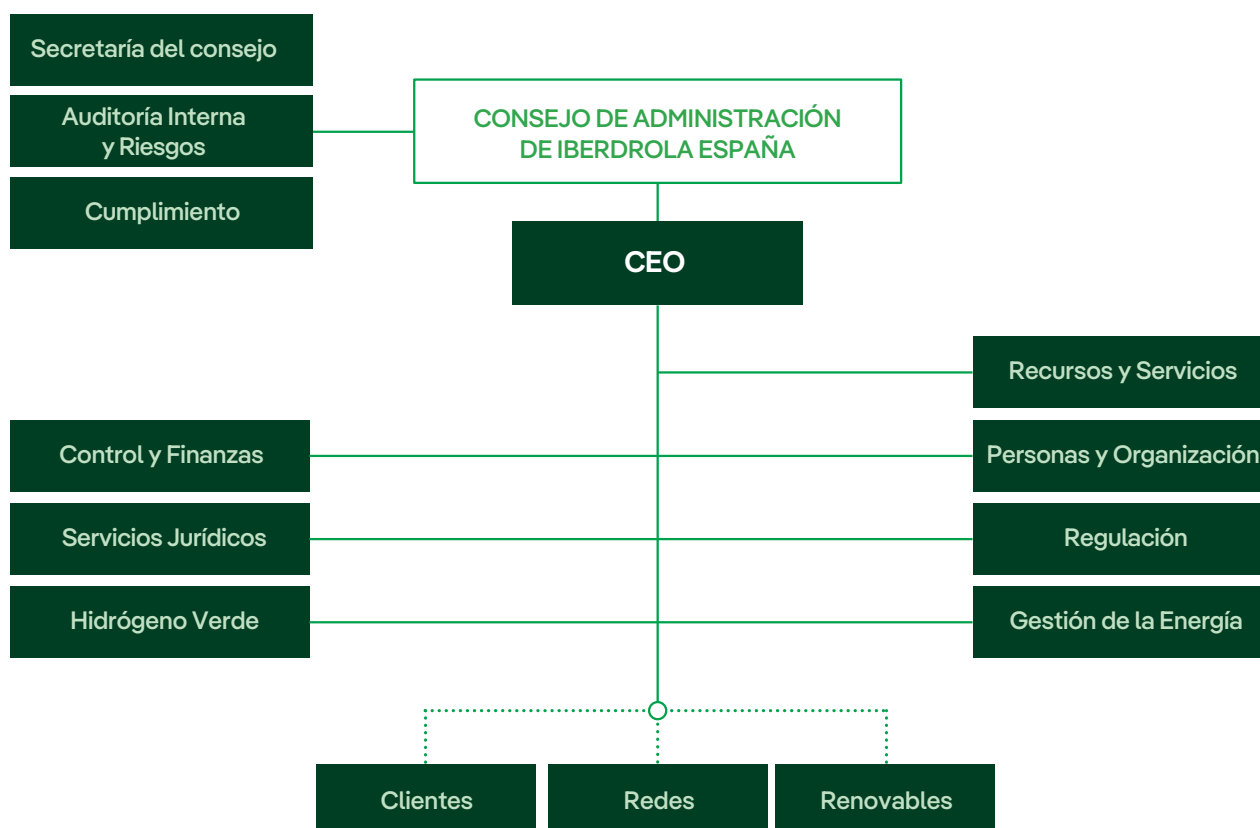 Secretaría del consejo
Auditoría Interna
y Riesgos
Cumplimiento
CONSEJO DE ADMINISTRACIÓN
DE IBERDROLA ESPAÑA
CEO
Recursos y Servicios
Control y Finanzas
Personas y Organización
Servicios Jurídicos
Regulación
Hidrógeno Verde
Gestión de la Energía
Clientes
Redes
Renovables